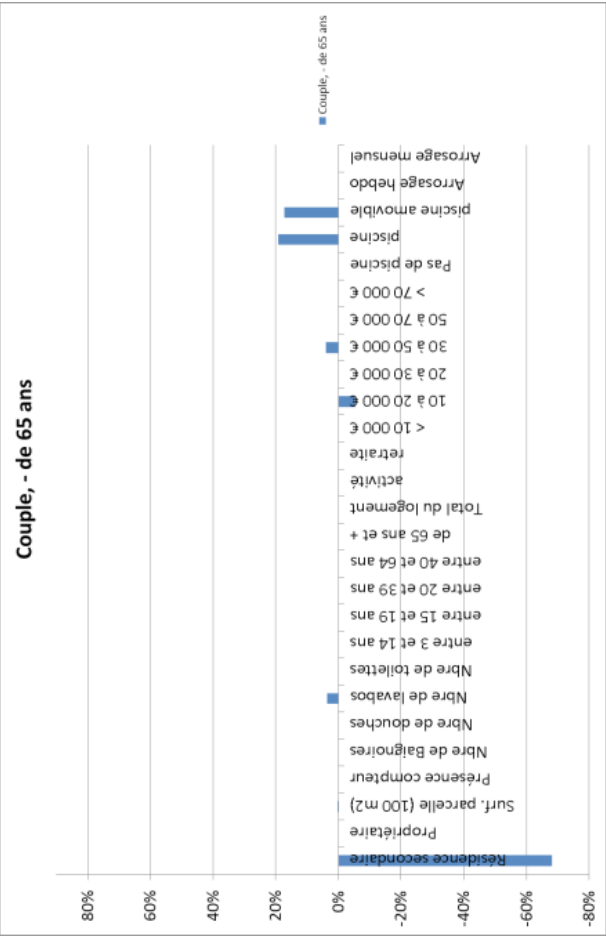 Couple, - de 65 ans
80%
60%
40%
20%
0%
-20%
-40%
-60%
-80%
Résidence secondaire
Propriétaire
Surf. parcelle (100 m2)
Présence compteur
Nbre de Baignoires
Nbre de douches
Nbre de lavabos
Nbre de toilettes
entre 3 et 14 ans
entre 15 et 19 ans
entre 20 et 39 ans
entre 40 et 64 ans
de 65 ans et +
Total du logement
activité
retraite
< 10 000 €
10 à 20 000 €
20 à 30 000 €
30 à 50 000 €
50 à 70 000 €
> 70 000 €
Pas de piscine
piscine
piscine amovible
Arrosage hebdo
Arrosage mensuel
Couple, - de 65 ans